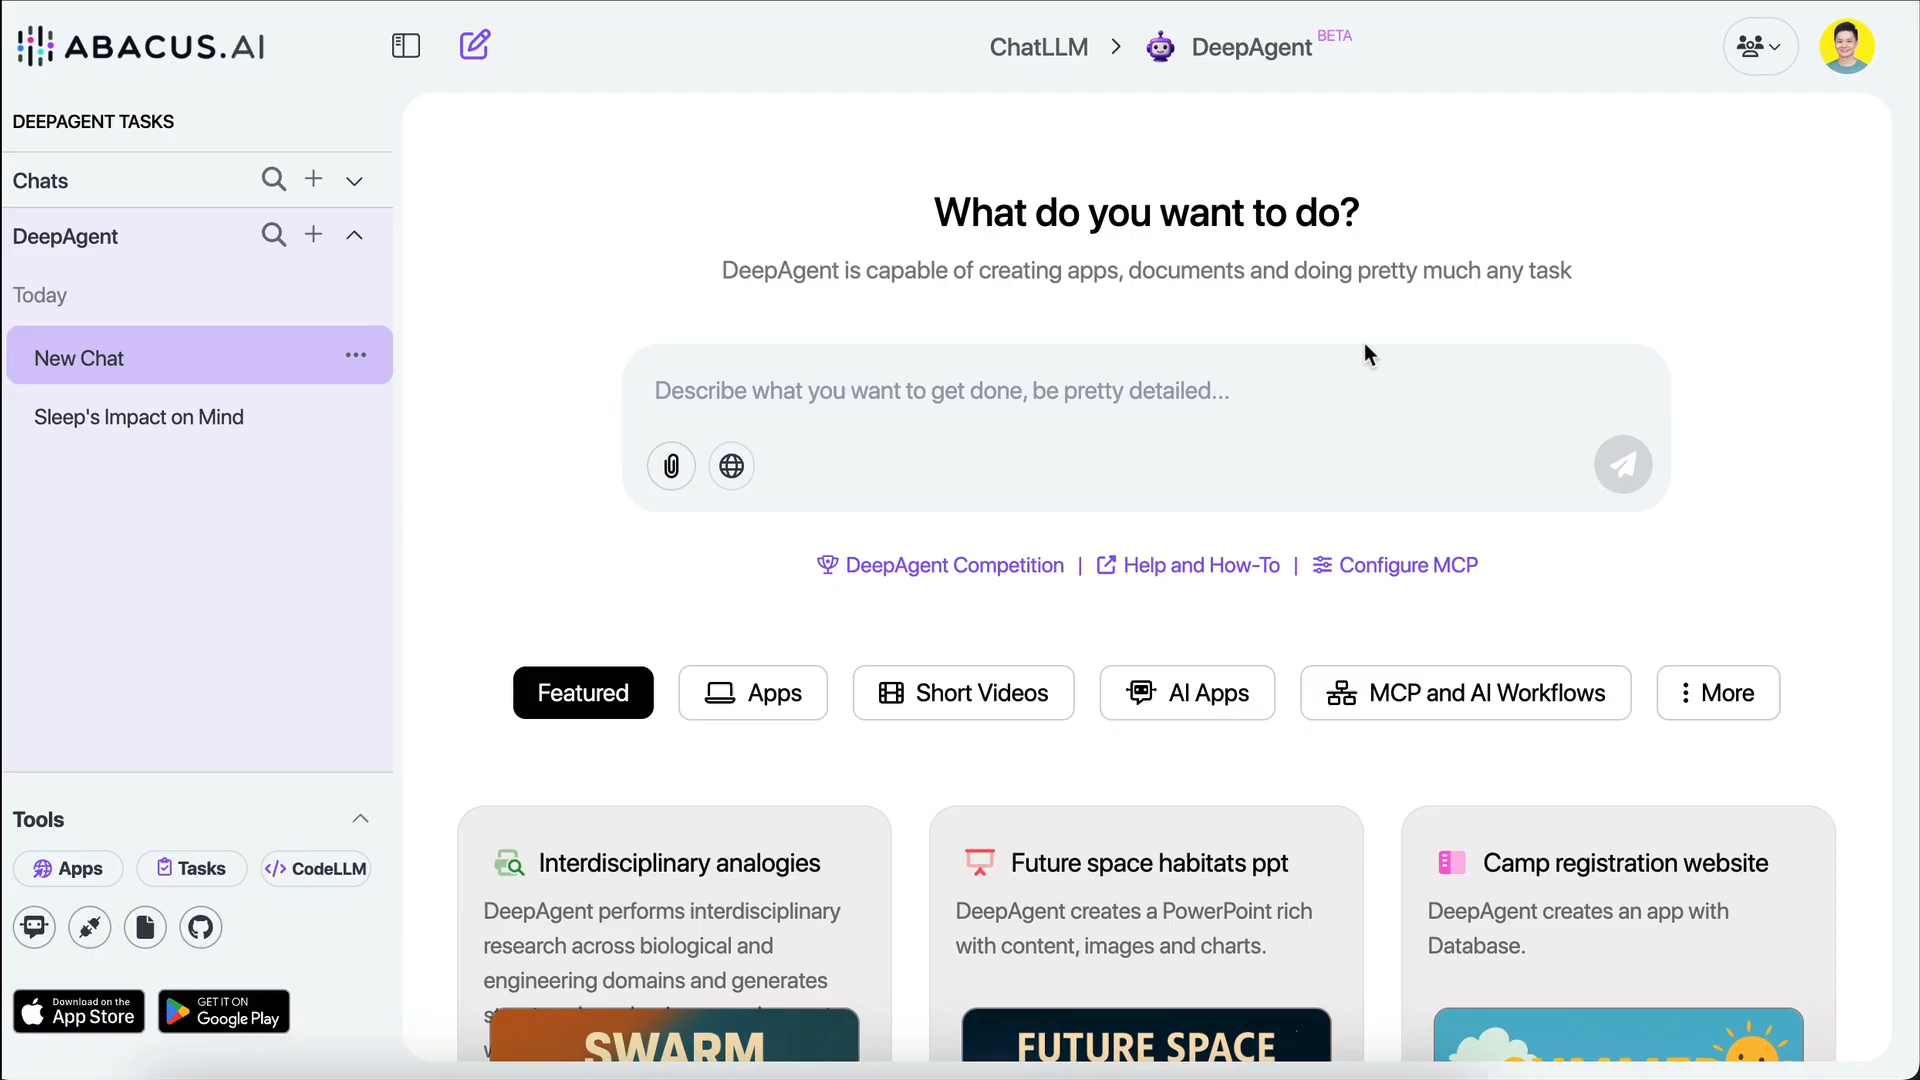 ABACUS.AI
ChatLLM > DeepAgent BETA
DEEPAGENT TASKS
Chats
DeepAgent
Today
New Chat
Sleep's Impact on Mind
Tools
Apps
Tasks
</> CodeLLM
Download on the
App Store
GET IT ON
Google Play
What do you want to do?
DeepAgent is capable of creating apps, documents and doing pretty much any task
Describe what you want to get done, be pretty detailed...
DeepAgent Competition | Help and How-To | Configure MCP
Featured
Apps
Short Videos
AI Apps
MCP and AI Workflows
More
Interdisciplinary analogies
DeepAgent performs interdisciplinary
research across biological and
engineering domains and generates
SWARM
Future space habitats ppt
DeepAgent creates a PowerPoint rich
with content, images and charts.
FUTURE SPACE
Camp registration website
DeepAgent creates an app with
Database.